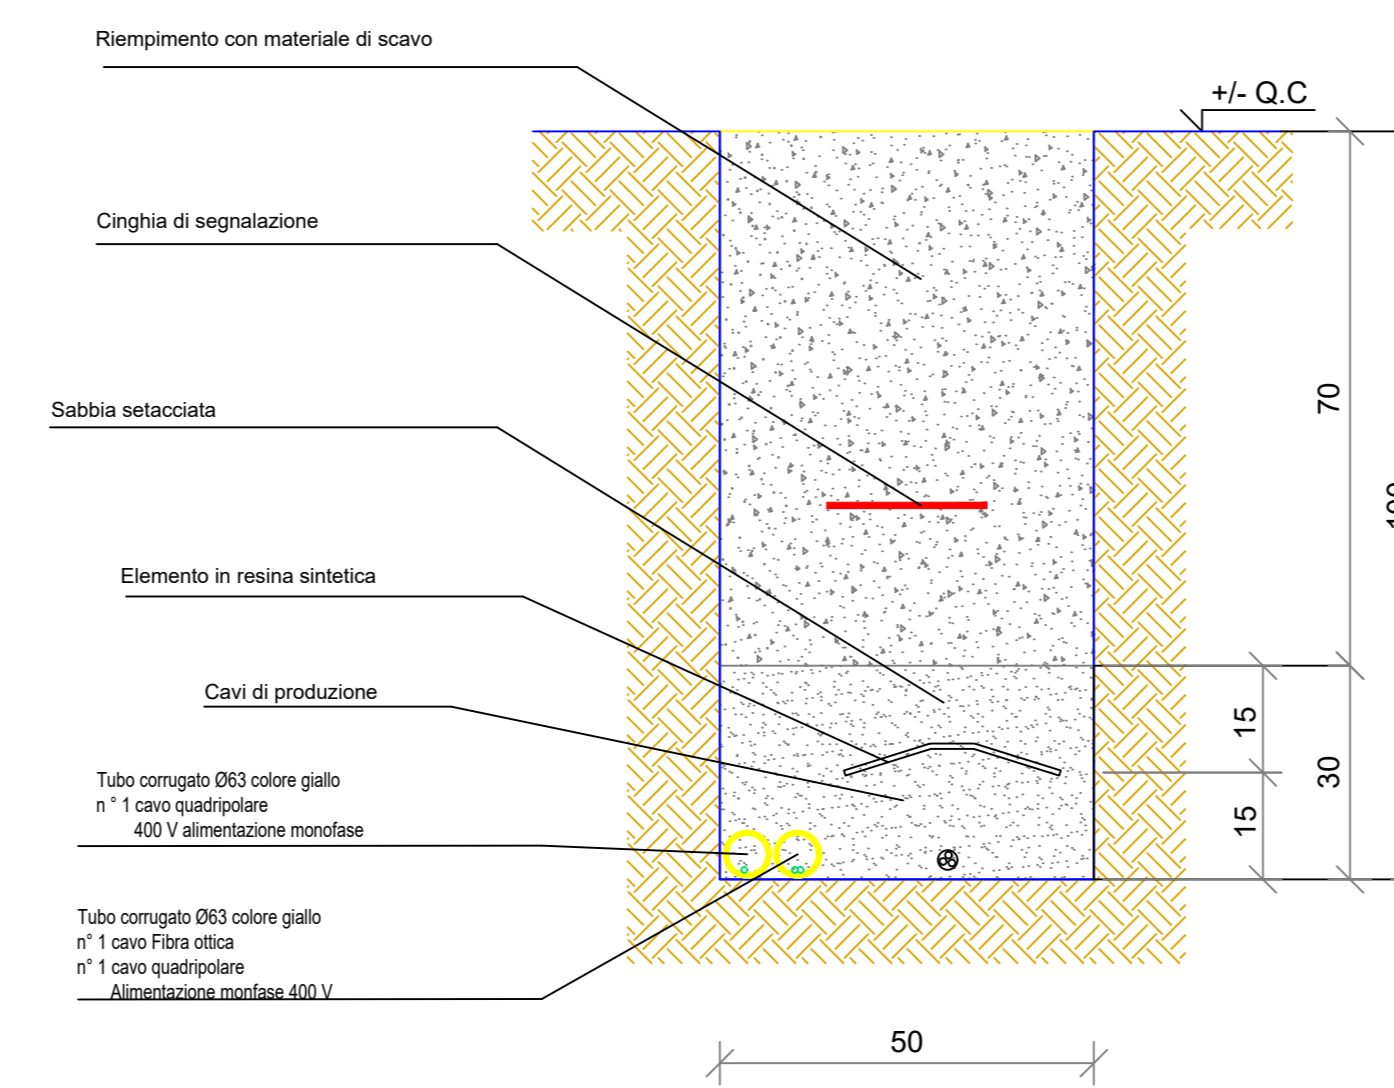 Riempimento con materiale di scavo
+/- Q.C
Cinghia di segnalazione
70
Sabbia setacciata
Elemento in resina sintetica
Cavi di produzione
15
30
15
Tubo corrugato Ø63 colore giallo
n ° 1 cavo quadripolare
400 V alimentazione monofase
Tubo corrugato Ø63 colore giallo
n° 1 cavo Fibra ottica
n° 1 cavo quadripolare
Alimentazione monfase 400 V
50